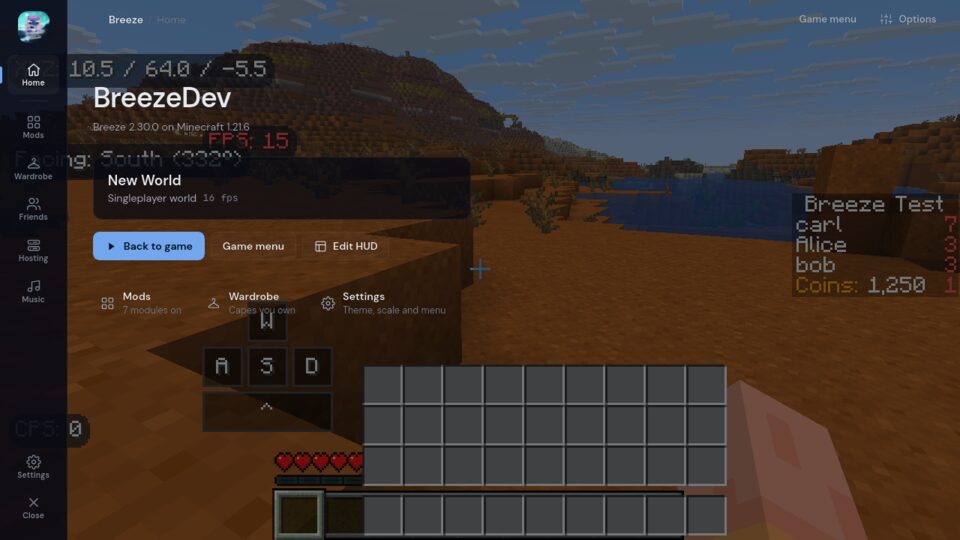 Breeze / Home
Game menu
Options
Home
10.5 / 64.0 / -5.5
BreezeDev
Breeze 2.30.0 on Minecraft 1.21.6
FPS: 15
Mods
Facing: South (332°)
Wardrobe
New World
Singleplayer world 16 fps
Friends
Breeze Test
carl 7
Alice 3
bob 3
Coins: 1,250 1
Back to game
Game menu
Edit HUD
Hosting
Music
Mods
7 modules on
Wardrobe
Capes you own
Settings
Theme, scale and menu
W
A
S
D
^
CPS: 0
Settings
Close